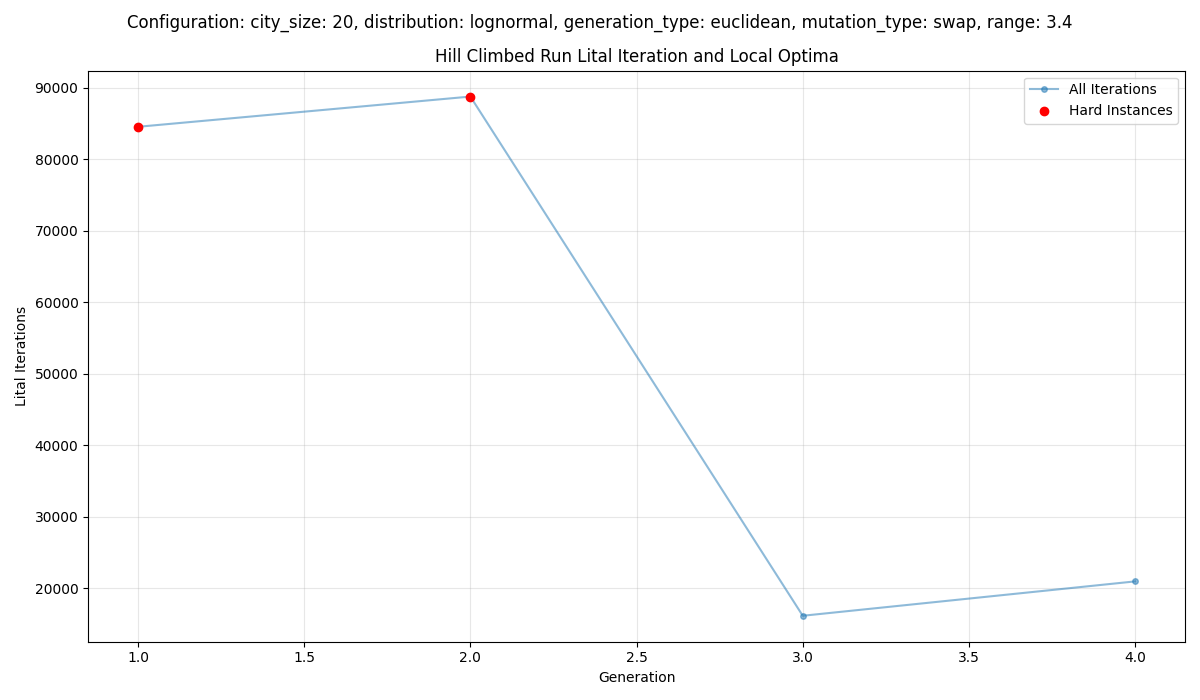 Configuration: city_size: 20, distribution: lognormal, generation_type: euclidean, mutation_type: swap, range: 3.4
Hill Climbed Run Lital Iteration and Local Optima
All Iterations
Hard Instances
90000
80000
70000
60000
50000
40000
30000
20000
Lital Iterations
1.0 1.5 2.0 2.5 3.0 3.5 4.0
Generation